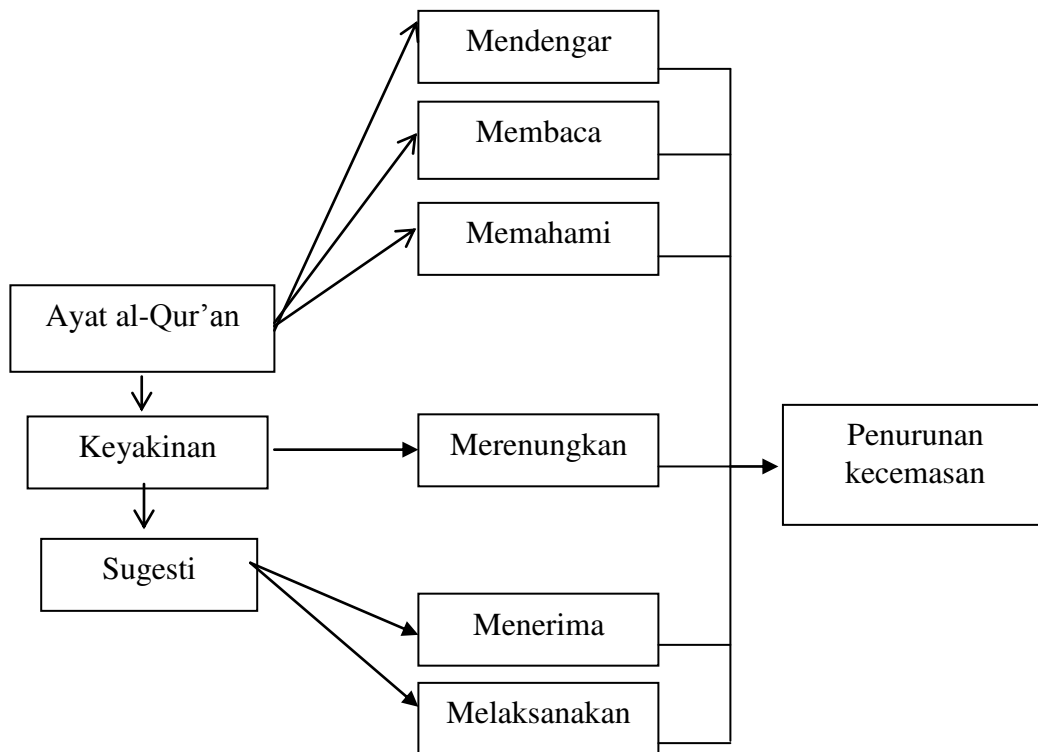 Mendengar
Membaca
Memahami
Ayat al-Qur’an
Keyakinan
Merenungkan
Penurunan
kecemasan
Sugesti
Menerima
Melaksanakan